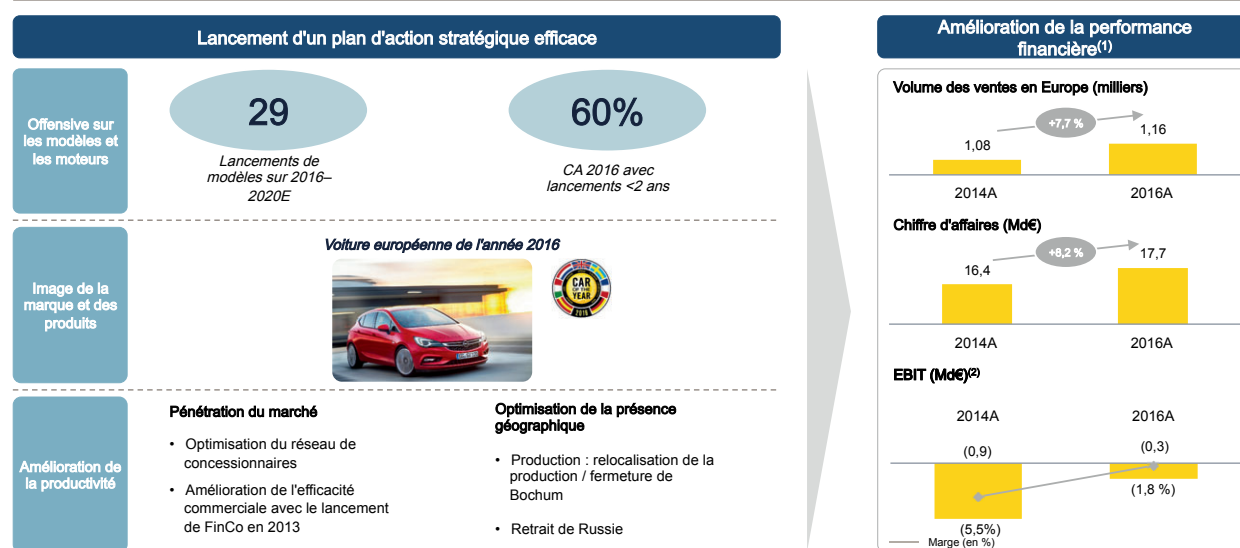 Lancement d'un plan d'action stratégique efficace
Offensive sur
les modèles et
les moteurs
29
Lancements de
modèles sur 2016–
2020E
60%
CA 2016 avec
lancements <2 ans
Image de la
marque et des
produits
Voiture européenne de l'année 2016
CAR
OF THE
YEAR
2016
Amélioration de
la productivité
Pénétration du marché
• Optimisation du réseau de
concessionnaires
• Amélioration de l'efficacité
commerciale avec le lancement
de FinCo en 2013
Optimisation de la présence
géographique
• Production : relocalisation de la
production / fermeture de
Bochum
• Retrait de Russie
Amélioration de la performance
financière(1)
Volume des ventes en Europe (milliers)
+7,7 %
1,08
1,16
2014A
2016A
Chiffre d'affaires (Md€)
+8,2 %
16,4
17,7
2014A
2016A
EBIT (Md€)(2)
2014A
2016A
(0,9)
(0,3)
(5,5%)
(1,8 %)
Marge (en %)